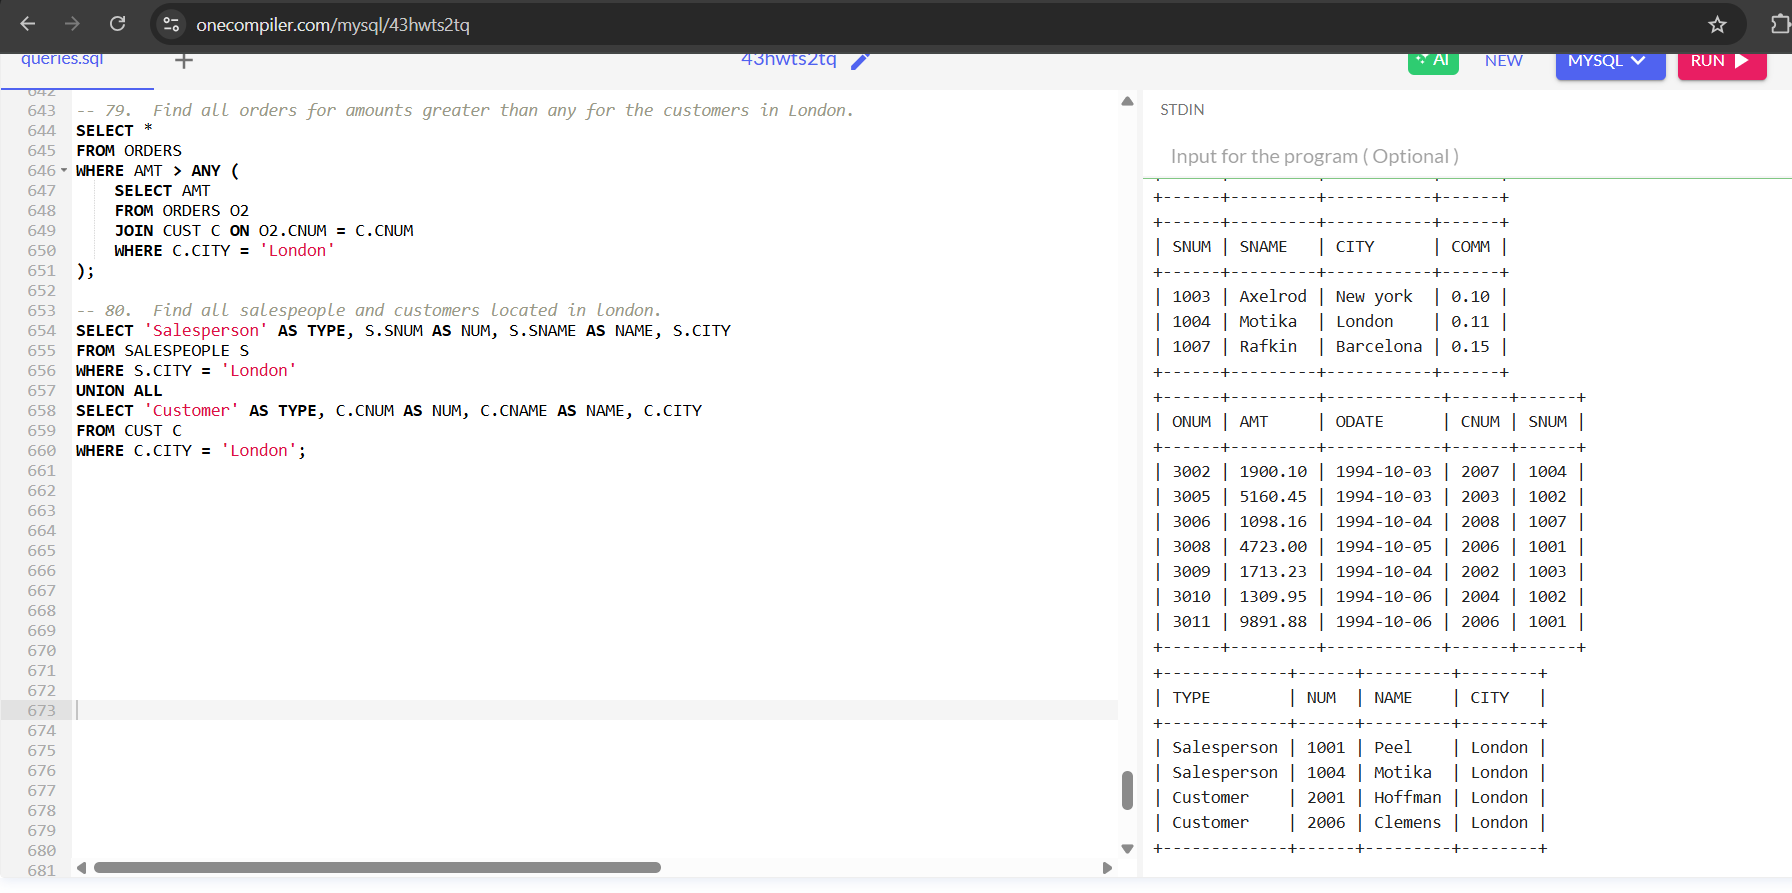 onecompiler.com/mysql/43hwts2tq
queries.sql
43hwts2tq
AI
NEW
MYSQL
RUN
642
643 -- 79.  Find all orders for amounts greater than any for the customers in London.
644 SELECT *
645 FROM ORDERS
646 WHERE AMT > ANY (
647     SELECT AMT
648     FROM ORDERS O2
649     JOIN CUST C ON O2.CNUM = C.CNUM
650     WHERE C.CITY = 'London'
651 );
652
653 -- 80.  Find all salespeople and customers located in london.
654 SELECT 'Salesperson' AS TYPE, S.SNUM AS NUM, S.SNAME AS NAME, S.CITY
655 FROM SALESPEOPLE S
656 WHERE S.CITY = 'London'
657 UNION ALL
658 SELECT 'Customer' AS TYPE, C.CNUM AS NUM, C.CNAME AS NAME, C.CITY
659 FROM CUST C
660 WHERE C.CITY = 'London';
661
662
663
664
665
666
667
668
669
670
671
672
673
674
675
676
677
678
679
680
681
STDIN
Input for the program ( Optional )
+------+---------+-----------+------+
+------+---------+-----------+------+
| SNUM | SNAME   | CITY      | COMM |
+------+---------+-----------+------+
| 1003 | Axelrod | New york  | 0.10 |
| 1004 | Motika  | London    | 0.11 |
| 1007 | Rafkin  | Barcelona | 0.15 |
+------+---------+-----------+------+
+------+---------+------------+------+------+
| ONUM | AMT     | ODATE      | CNUM | SNUM |
+------+---------+------------+------+------+
| 3002 | 1900.10 | 1994-10-03 | 2007 | 1004 |
| 3005 | 5160.45 | 1994-10-03 | 2003 | 1002 |
| 3006 | 1098.16 | 1994-10-04 | 2008 | 1007 |
| 3008 | 4723.00 | 1994-10-05 | 2006 | 1001 |
| 3009 | 1713.23 | 1994-10-04 | 2002 | 1003 |
| 3010 | 1309.95 | 1994-10-06 | 2004 | 1002 |
| 3011 | 9891.88 | 1994-10-06 | 2006 | 1001 |
+------+---------+------------+------+------+
+-------------+------+---------+--------+
| TYPE        | NUM  | NAME    | CITY   |
+-------------+------+---------+--------+
| Salesperson | 1001 | Peel    | London |
| Salesperson | 1004 | Motika  | London |
| Customer    | 2001 | Hoffman | London |
| Customer    | 2006 | Clemens | London |
+-------------+------+---------+--------+